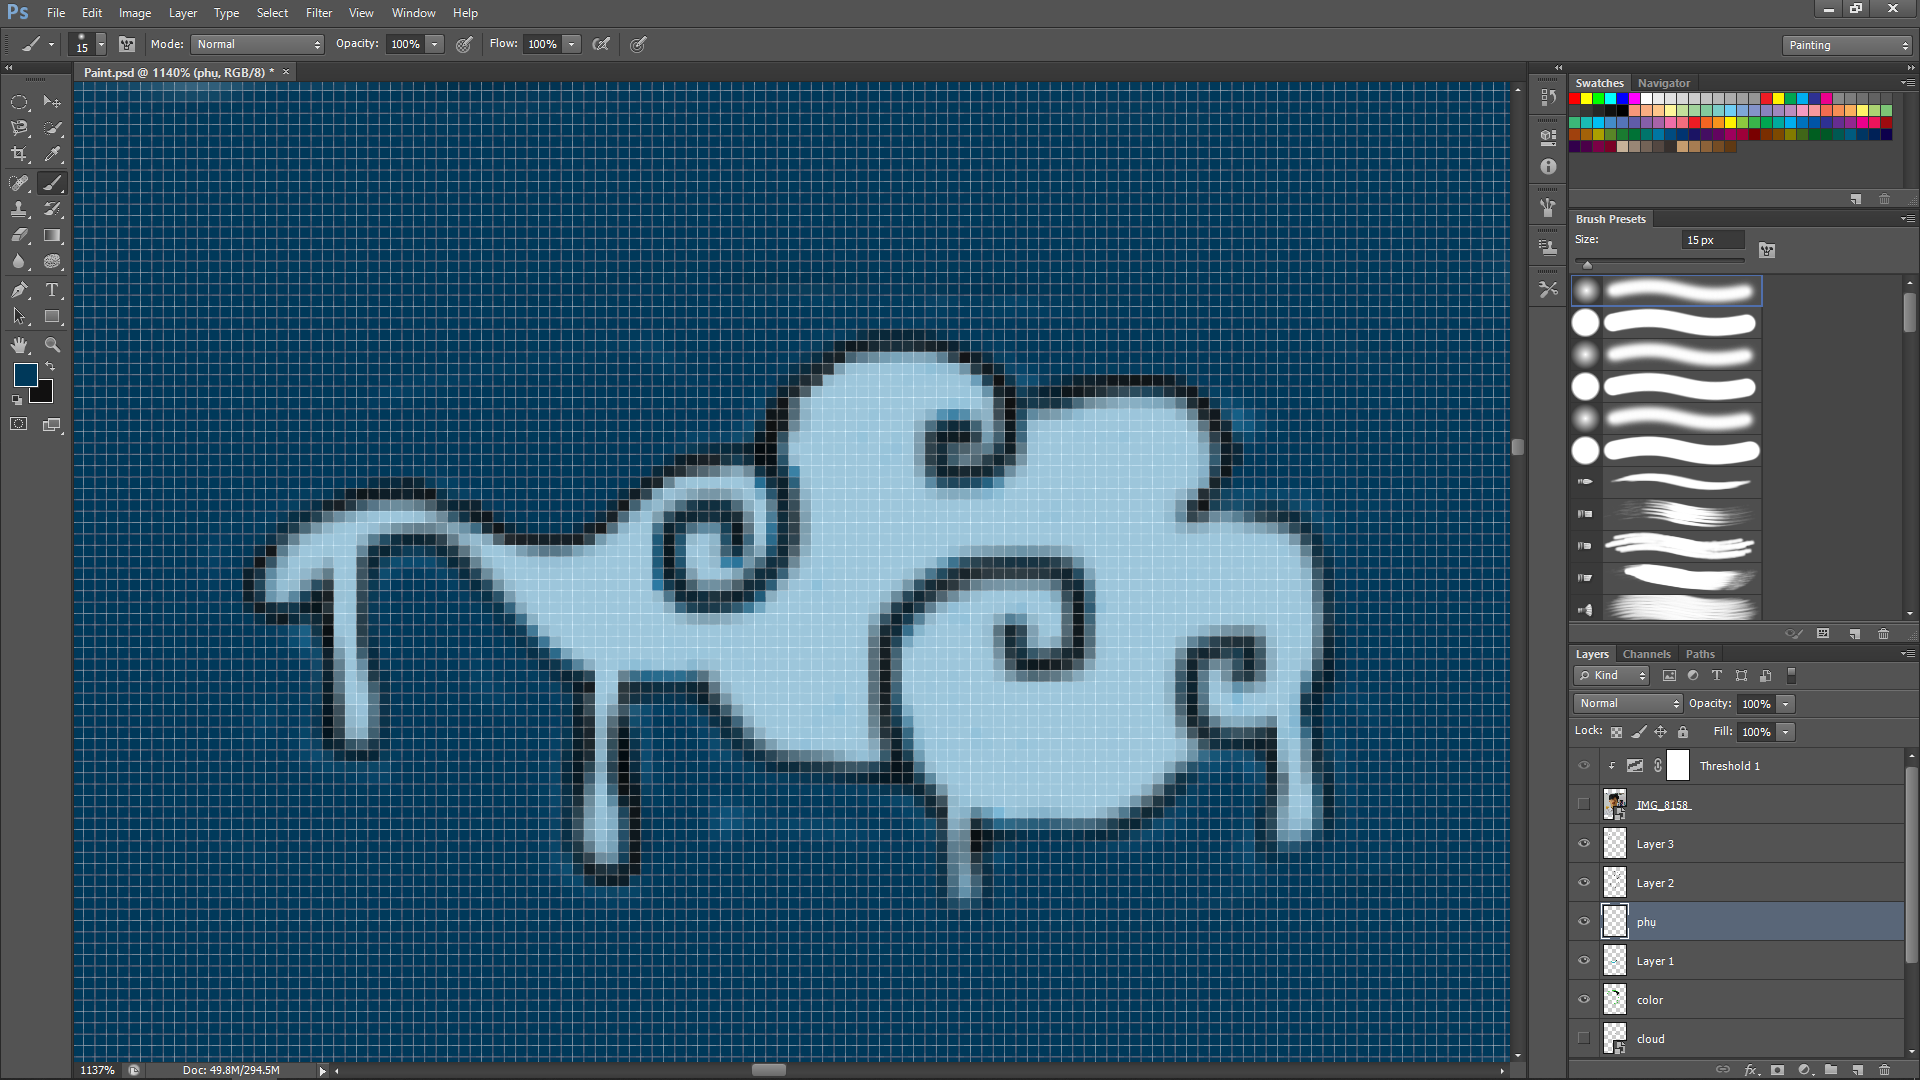 Ps File Edit Image Layer Type Select Filter View Window Help
15 Mode: Normal Opacity: 100% Flow: 100% Painting
Paint.psd @ 1140% (phụ, RGB/8) * ×
Swatches Navigator
Brush Presets
Size: 15 px
Layers Channels Paths
Kind
Normal Opacity: 100%
Lock: Fill: 100%
Threshold 1
IMG_8158
Layer 3
Layer 2
phụ
Layer 1
color
cloud
1137% Doc: 49.8M/294.5M